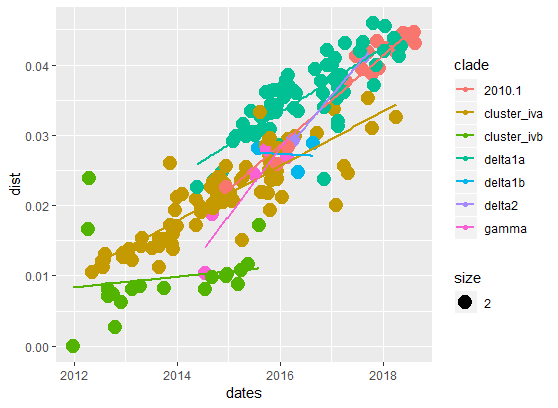 0.04
0.03
0.02
0.01
0.00
dist
2012
2014
2016
2018
dates
clade
2010.1
cluster_iva
cluster_ivb
delta1a
delta1b
delta2
gamma
size
2